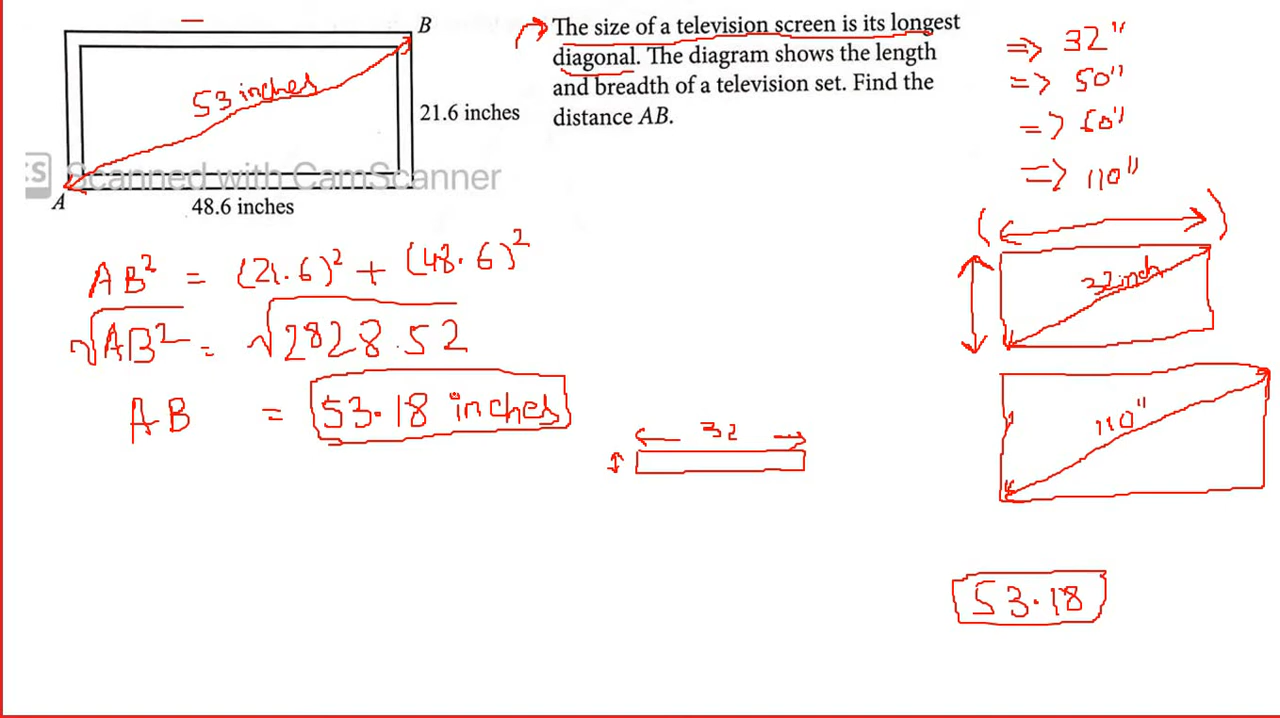 B
The size of a television screen is its longest
diagonal. The diagram shows the length
and breadth of a television set. Find the
distance AB.
53 inches
21.6 inches
Scanned with CamScanner
A
48.6 inches
=> 32"
=> 50"
=> 60"
=> 110"
AB² = (21.6)² + (48.6)²
√AB² = √2828.52
AB = 53.18 inches
32
32 inch
110"
53.18